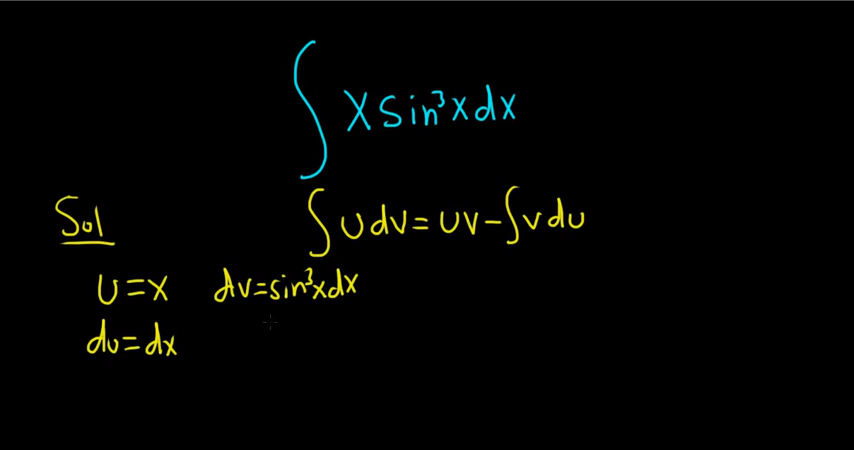 ∫ x sin³x dx
Sol ∫ u dv = uv - ∫ v du
u = x dv = sin³x dx
du = dx